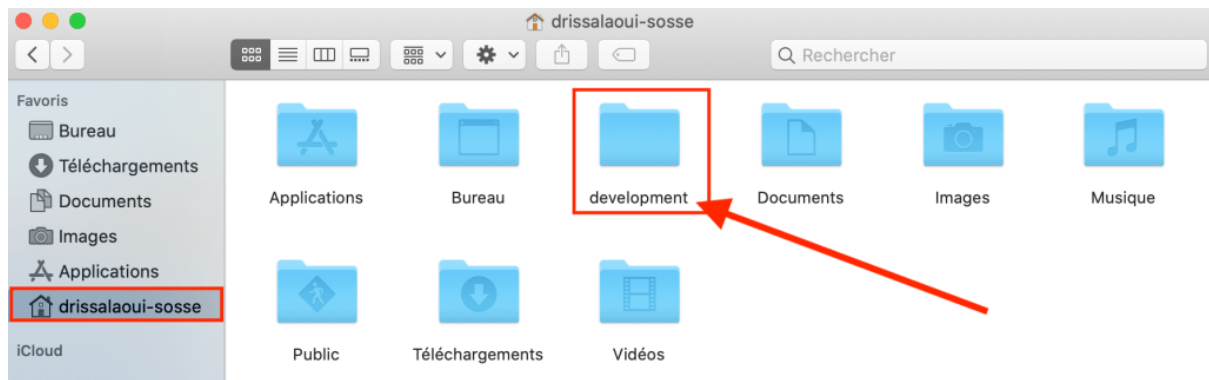 drissalaoui-sosse
Rechercher
Favoris
Bureau
Téléchargements
Documents
Images
Applications
drissalaoui-sosse
iCloud
Applications Bureau development Documents Images Musique
Public Téléchargements Vidéos